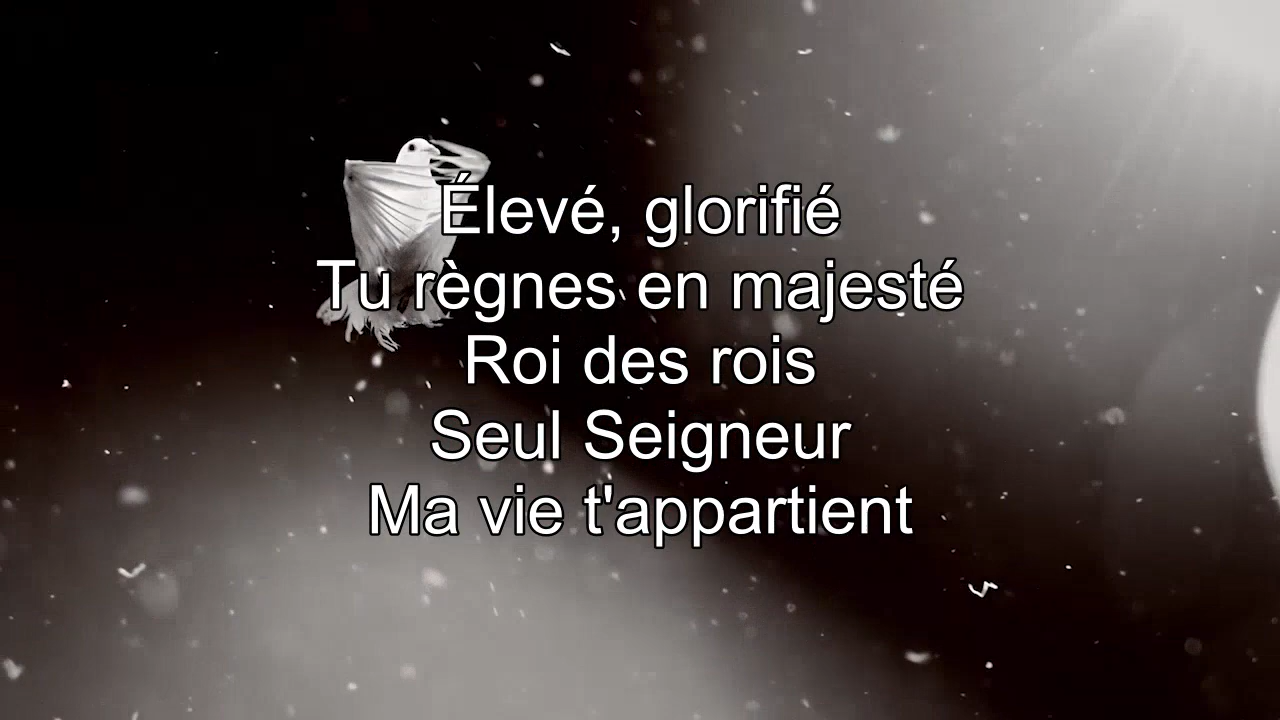 Élevé, glorifié
Tu règnes en majesté
Roi des rois
Seul Seigneur
Ma vie t'appartient